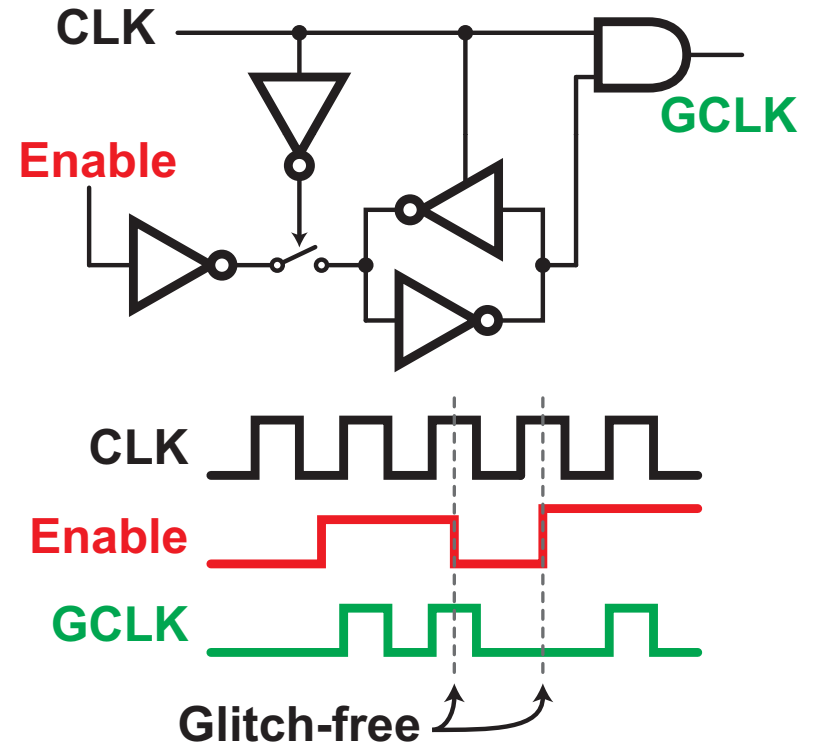 CLK
GCLK
Enable
CLK
Enable
GCLK
Glitch-free